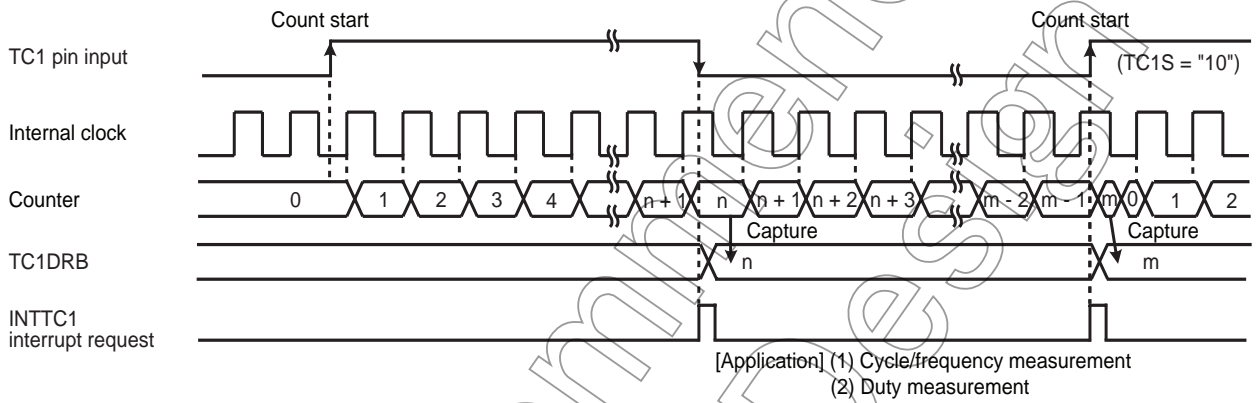 Count start
Count start
TC1 pin input
(TC1S = "10")
Internal clock
Counter
0 1 2 3 4 n + 1 n n + 1 n + 2 n + 3 m - 2 m - 1 m 0 1 2
Capture
Capture
TC1DRB
n
m
INTTC1
interrupt request
[Application] (1) Cycle/frequency measurement
(2) Duty measurement